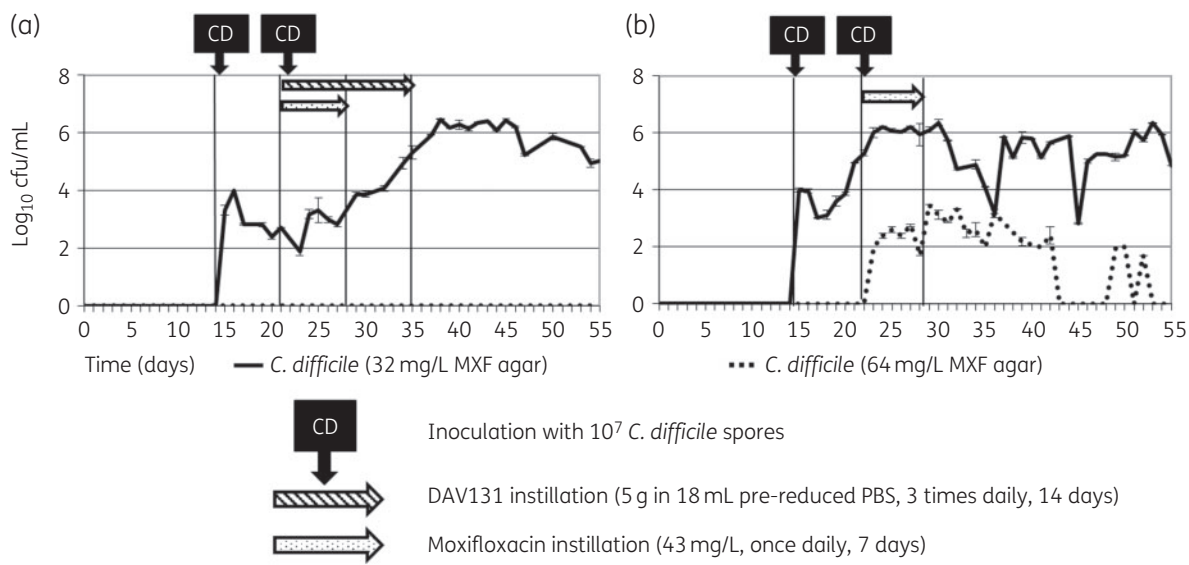 (a)
CD CD
8
6
4
2
0
Log₁₀ cfu/mL
0 5 10 15 20 25 30 35 40 45 50 55
Time (days)
C. difficile (32 mg/L MXF agar)
(b)
CD CD
8
6
4
2
0
0 5 10 15 20 25 30 35 40 45 50 55
C. difficile (64 mg/L MXF agar)
CD
Inoculation with 10⁷ C. difficile spores
DAV131 instillation (5 g in 18 mL pre-reduced PBS, 3 times daily, 14 days)
Moxifloxacin instillation (43 mg/L, once daily, 7 days)